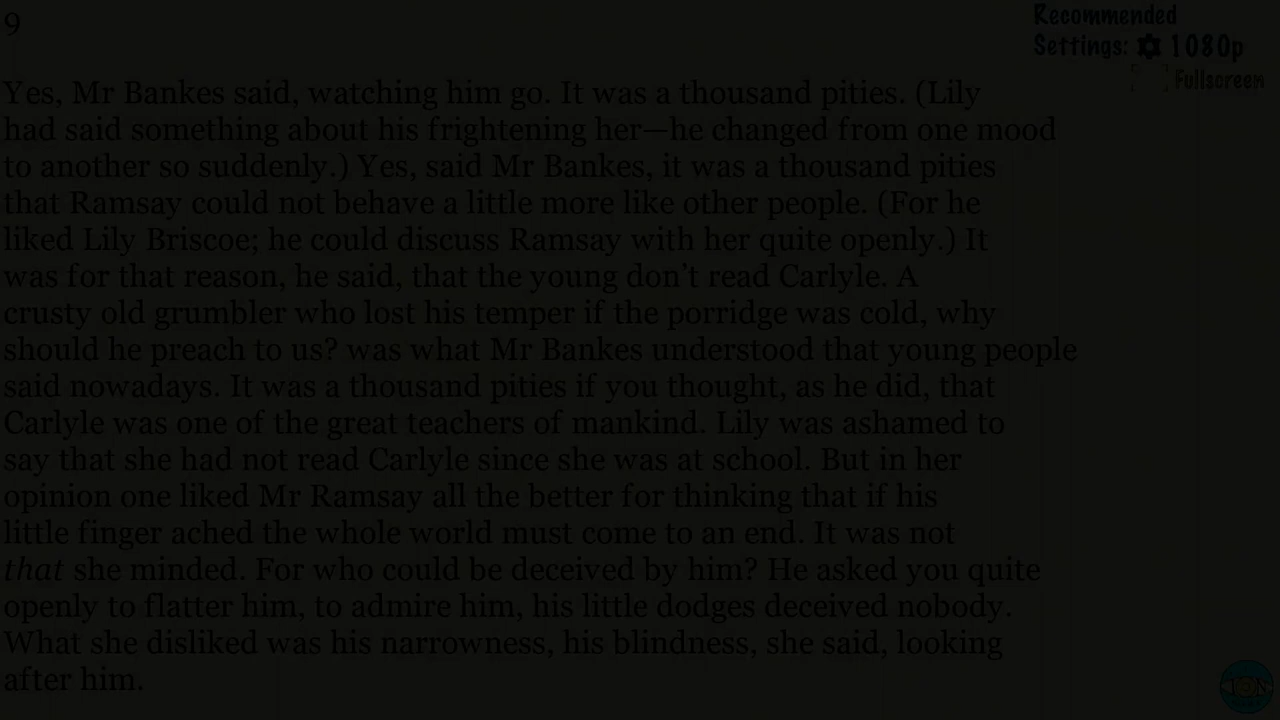 9
Recommended
Settings: 1080p
Fullscreen
Yes, Mr Bankes said, watching him go. It was a thousand pities. (Lily
had said something about his frightening her—he changed from one mood
to another so suddenly.) Yes, said Mr Bankes, it was a thousand pities
that Ramsay could not behave a little more like other people. (For he
liked Lily Briscoe; he could discuss Ramsay with her quite openly.) It
was for that reason, he said, that the young don’t read Carlyle. A
crusty old grumbler who lost his temper if the porridge was cold, why
should he preach to us? was what Mr Bankes understood that young people
said nowadays. It was a thousand pities if you thought, as he did, that
Carlyle was one of the great teachers of mankind. Lily was ashamed to
say that she had not read Carlyle since she was at school. But in her
opinion one liked Mr Ramsay all the better for thinking that if his
little finger ached the whole world must come to an end. It was not
that she minded. For who could be deceived by him? He asked you quite
openly to flatter him, to admire him, his little dodges deceived nobody.
What she disliked was his narrowness, his blindness, she said, looking
after him.